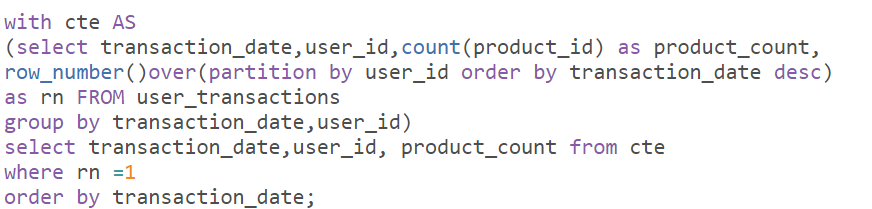 with cte AS
(select transaction_date,user_id,count(product_id) as product_count,
row_number()over(partition by user_id order by transaction_date desc)
as rn FROM user_transactions
group by transaction_date,user_id)
select transaction_date,user_id, product_count from cte
where rn =1
order by transaction_date;